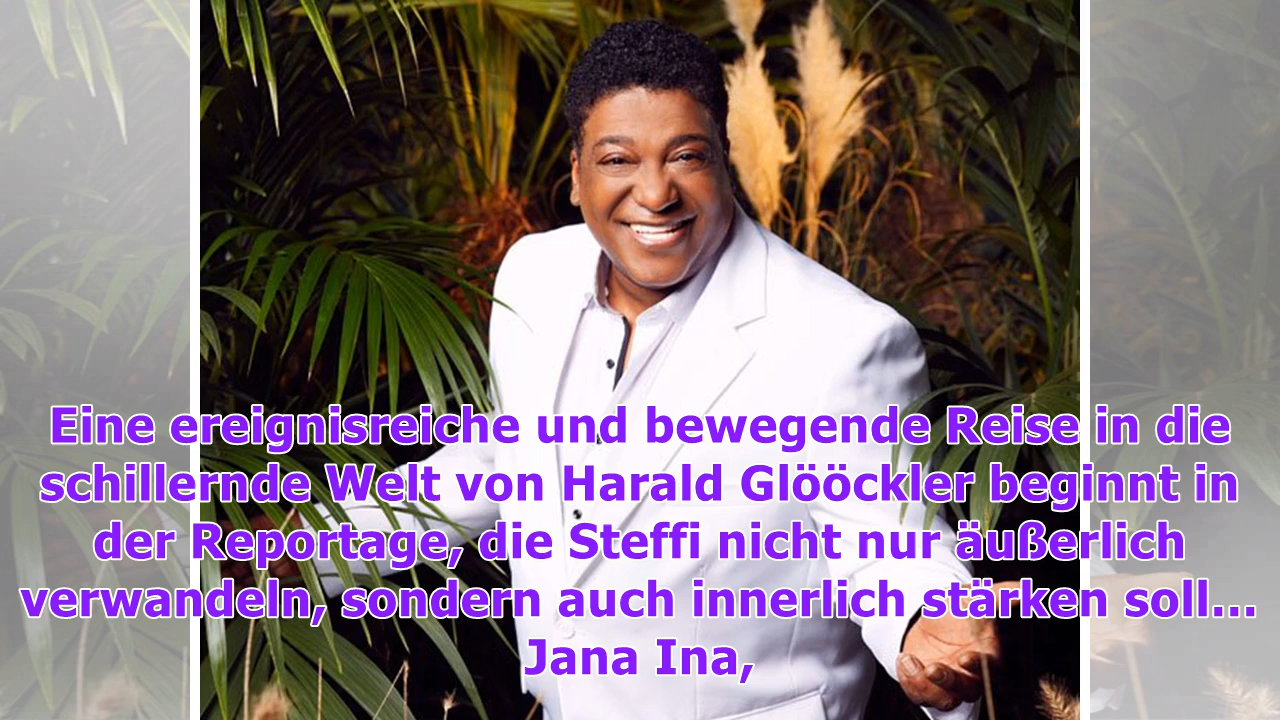 Eine ereignisreiche und bewegende Reise in die
schillernde Welt von Harald Glööckler beginnt in
der Reportage, die Steffi nicht nur äußerlich
verwandeln, sondern auch innerlich stärken soll...
Jana Ina,